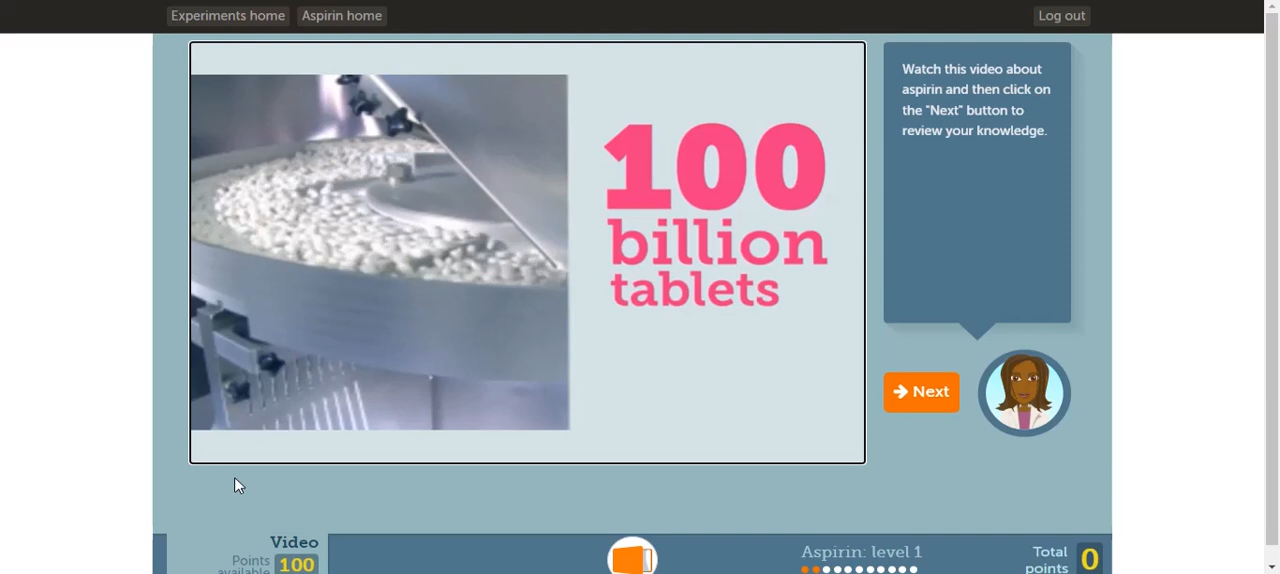 Experiments home
Aspirin home
Log out
100
billion
tablets
Watch this video about
aspirin and then click on
the "Next" button to
review your knowledge.
Next
Video
Points
available
100
Aspirin: level 1
Total
points
0